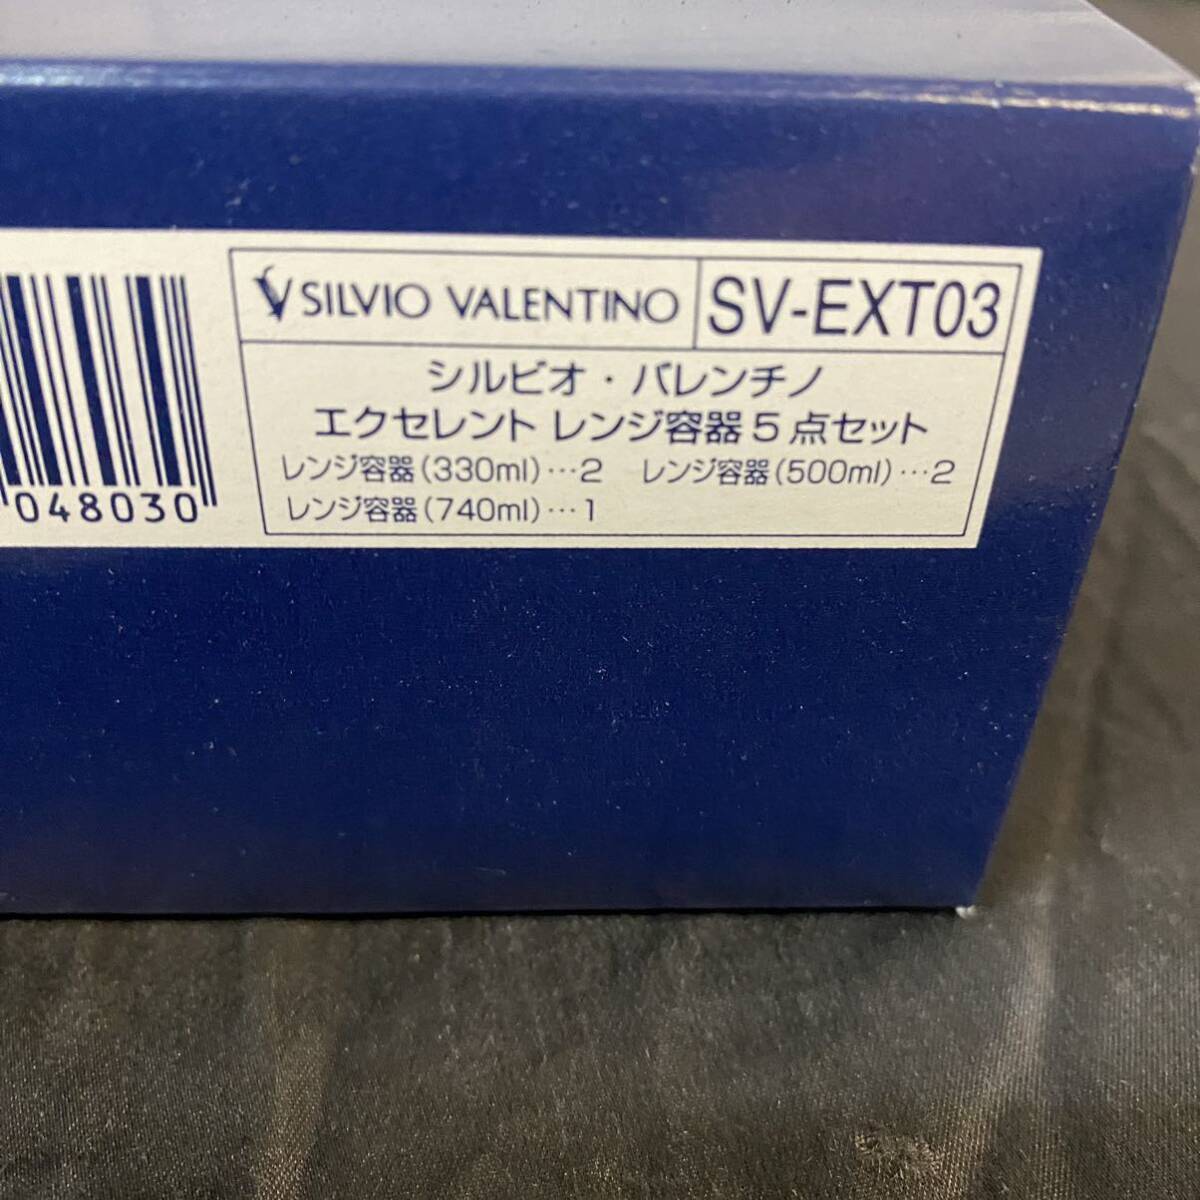 SILVIO VALENTINO SV-EXT03
シルビオ・バレンチノ
エクセレント レンジ容器5点セット
レンジ容器(330ml)…2 レンジ容器(500ml)…2
レンジ容器(740ml)…1
048030